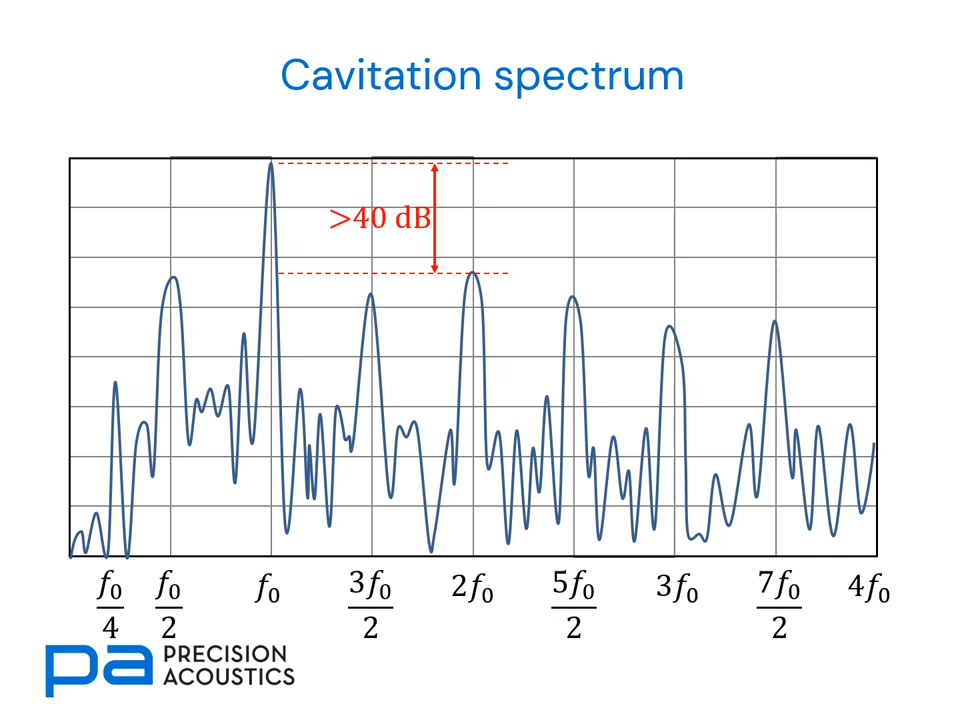 Cavitation spectrum
>40 dB
f₀/4 f₀/2 f₀ 3f₀/2 2f₀ 5f₀/2 3f₀ 7f₀/2 4f₀
pa PRECISION
ACOUSTICS